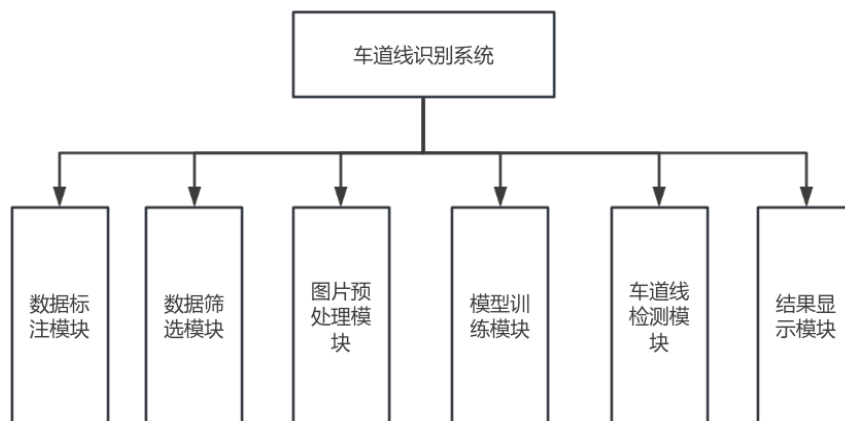 车道线识别系统
数据标
注模块
数据筛
选模块
图片预
处理模
块
模型训
练模块
车道线
检测模
块
结果显
示模块